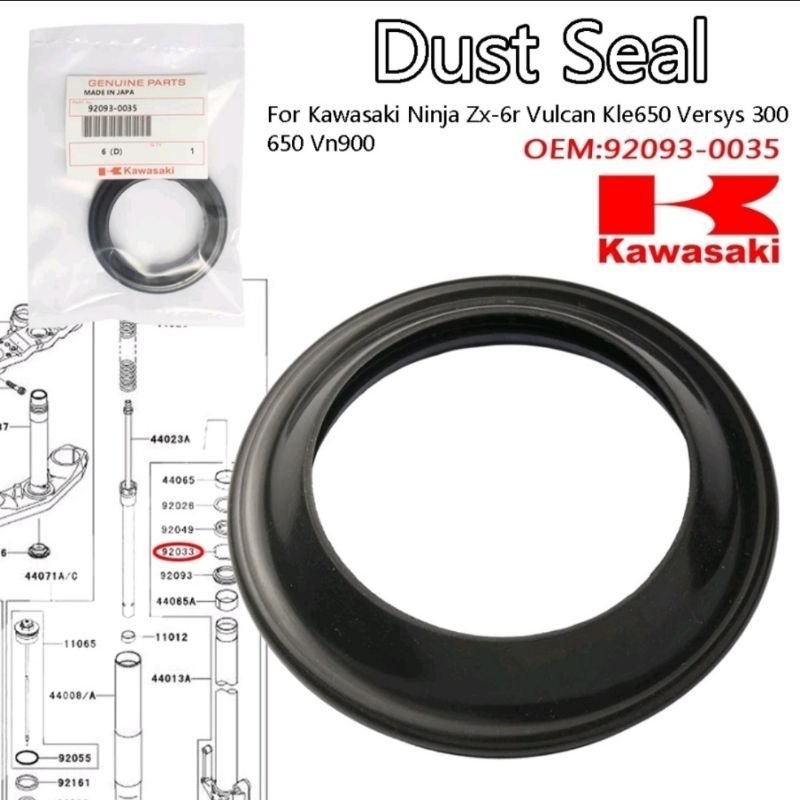 Dust Seal
For Kawasaki Ninja Zx-6r Vulcan Kle650 Versys 300
650 Vn900
OEM:92093-0035
Kawasaki
GENUINE PARTS
MADE IN JAPA
92093-0035
6 (D) 1
Kawasaki
44023A
44065
92026
92049
92033
92093
44065A
44071A/C
11065
11012
44013A
44008/A
92055
92161